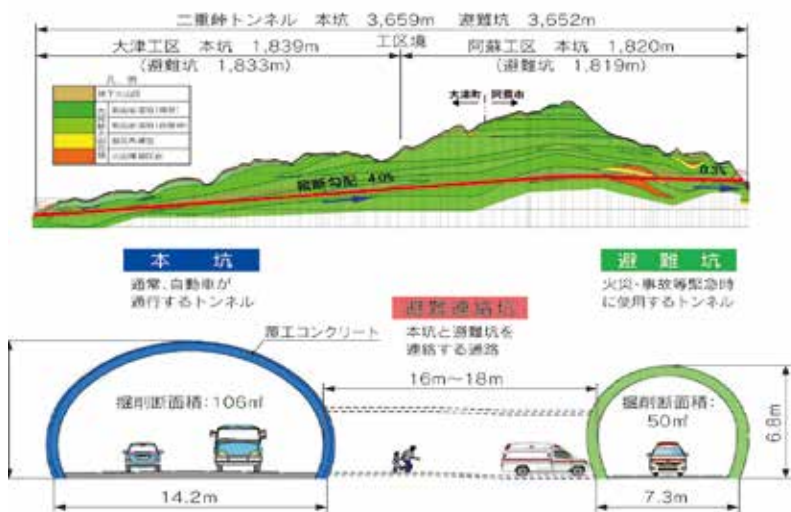 二重峠トンネル 本坑 3,659m 避難坑 3,652m
大津工区 本坑 1,839m
(避難坑 1,833m)
工区境
阿蘇工区 本坑 1,820m
(避難坑 1,819m)
凡例
大津町 阿蘇市
縦断勾配 4.0%
0.3%
本坑
通常、自動車が
通行するトンネル
避難坑
火災・事故等緊急時
に使用するトンネル
避難連絡坑
本坑と避難坑を
連絡する通路
覆工コンクリート
16m～18m
掘削断面積:106㎡
掘削断面積:
50㎡
6.8m
14.2m
7.3m